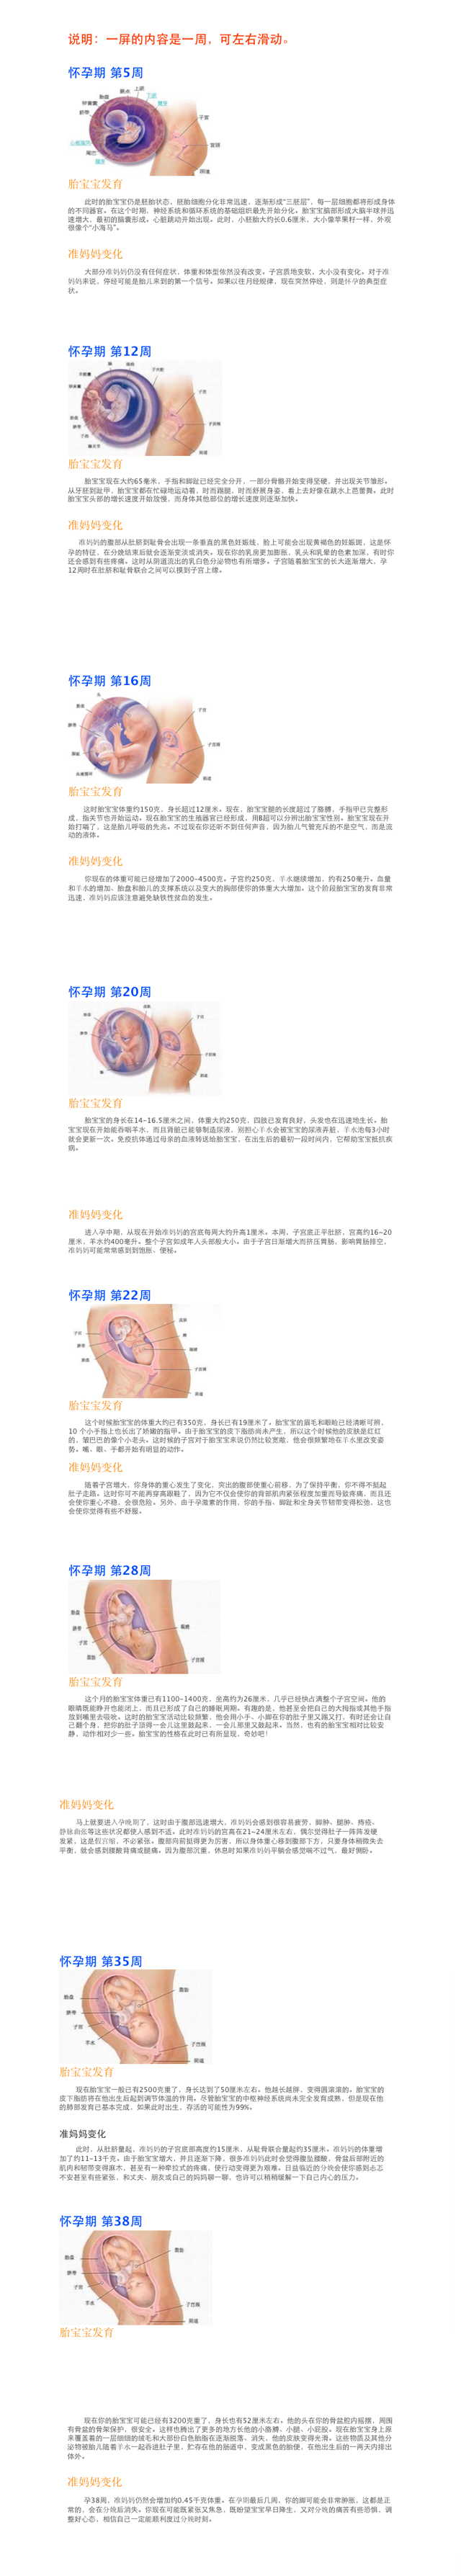 说明：一屏的内容是一周，可左右滑动。
怀孕期 第5周
胎宝宝发育
此时的胎宝宝仍是胚胎状态，胚胎细胞分化非常迅速，逐渐形成“三胚层”，每一层细胞都将形成身体
的不同器官。在这个时期，神经系统和循环系统的基础组织最先开始分化。胎宝宝脑部形成大脑半球并迅
速增大，最初的脑囊形成。心脏跳动开始出现。此时，小胚胎大约长0.6厘米，大小像苹果籽一样，外观
很像个“小海马”。
准妈妈变化
大部分准妈妈仍没有任何症状，体重和体型依然没有改变。子宫质地变软，大小没有变化。对于准
妈妈来说，停经可能是胎儿来到的第一个信号。如果以往月经规律，现在突然停经，则是怀孕的典型症
状。
怀孕期 第12周
胎宝宝发育
胎宝宝现在大约65毫米，手指和脚趾已经完全分开，一部分骨骼开始变得坚硬，并出现关节雏形。
从牙胚到趾甲，胎宝宝都在忙碌地运动着，时而踢腿，时而舒展身姿，看上去好像在跳水上芭蕾舞。此时
胎宝宝头部的增长速度开始放慢，而身体其他部位的增长速度则逐渐加快。
准妈妈变化
准妈妈的腹部从肚脐到耻骨会出现一条垂直的黑色妊娠线，脸上可能会出现黄褐色的妊娠斑，这是怀
孕的特征，在分娩结束后就会逐渐变淡或消失。现在你的乳房更加膨胀，乳头和乳晕的色素加深，有时你
还会感到有些疼痛。这时从阴道流出的乳白色分泌物也有所增多。子宫随着胎宝宝的长大逐渐增大，孕
12周时在肚脐和耻骨联合之间可以摸到子宫上缘。
怀孕期 第16周
胎宝宝发育
这时胎宝宝体重约150克，身长超过12厘米。现在，胎宝宝腿的长度超过了胳膊，手指甲已完整形
成，指关节也开始运动。现在胎宝宝的生殖器官已经形成，用B超可以分辨出胎宝宝性别。胎宝宝现在开
始打嗝了，这是胎儿呼吸的先兆。不过现在你还听不到任何声音，因为胎儿气管充斥的不是空气，而是流
动的液体。
准妈妈变化
你现在的体重可能已经增加了2000~4500克。子宫约250克，羊水继续增加，约有250毫升。血量
和羊水的增加、胎盘和胎儿的支撑系统以及变大的胸部使你的体重大大增加。这个阶段胎宝宝的发育非常
迅速，准妈妈应该注意避免缺铁性贫血的发生。
怀孕期 第20周
胎宝宝发育
胎宝宝的身长在14~16.5厘米之间，体重大约250克，四肢已发育良好，头发也在迅速地生长。胎
宝宝现在开始能吞咽羊水，而且肾脏已能够制造尿液，别担心羊水会被宝宝的尿液弄脏，羊水池每3小时
就会更新一次。免疫抗体通过母亲的血液转送给胎宝宝，在出生后的最初一段时间内，它帮助宝宝抵抗疾
病。
准妈妈变化
进入孕中期，从现在开始准妈妈的宫底每周大约升高1厘米。本周，子宫底正平肚脐，宫高约16~20
厘米，羊水约400毫升。整个子宫如成年人头部般大小。由于子宫日渐增大而挤压胃肠，影响胃肠排空，
准妈妈可能常常感到到饱胀、便秘。
怀孕期 第22周
胎宝宝发育
这个时候胎宝宝的体重大约已有350克，身长已有19厘米了。胎宝宝的眉毛和眼睑已经清晰可辨，
10 个小手指上也长出了娇嫩的指甲。由于胎宝宝的皮下脂肪尚未产生，所以这个时候他的皮肤是红红
的，皱巴巴的像个小老头。这时候的子宫对于胎宝宝来说仍然比较宽敞，他会很频繁地在羊水里改变姿
势。嘴、眼、手都开始有明显的动作。
准妈妈变化
随着子宫增大，你身体的重心发生了变化，突出的腹部使重心前移，为了保持平衡，你不得不挺起
肚子走路。这时你可不能再穿高跟鞋了，因为它不仅会使你的背部肌肉紧张程度加重而导致疼痛，而且还
会使你重心不稳，会很危险。另外，由于孕激素的作用，你的手指、脚趾和全身关节韧带变得松弛，这也
会使你觉得有些不舒服。
怀孕期 第28周
胎宝宝发育
这个月的胎宝宝体重已有1100~1400克，坐高约为26厘米，几乎已经快占满整个子宫空间。他的
眼睛既能睁开也能闭上，而且已形成了自己的睡眠周期。有趣的是，他甚至会把自己的大拇指或其他手指
放到嘴里去吸吮。这时的胎宝宝活动比较频繁，他会用小手、小脚在你的肚子里又踢又打，有时还会让自
己翻个身，把你的肚子顶得一会儿这里鼓起来，一会儿那里又鼓起来。当然，也有的胎宝宝相对比较安
静，动作相对少一些。胎宝宝的性格在此时已有所显现，奇妙吧！
准妈妈变化
马上就要进入孕晚期了，这时由于腹部迅速增大，准妈妈会感到很容易疲劳，脚肿、腿肿、痔疮、
静脉曲张等这些状况都使人感到不适。此时准妈妈的宫高在21~24厘米左右，偶尔觉得肚子一阵阵发硬
发紧，这是假宫缩，不必紧张。腹部向前挺得更为厉害，所以身体重心移到腹部下方，只要身体稍微失去
平衡，就会感到腰酸背痛或腿痛。因为腹部沉重，休息时如果准妈妈平躺会感觉喘不过气，最好侧卧。
怀孕期 第35周
胎宝宝发育
现在胎宝宝一般已有2500克重了，身长达到了50厘米左右。他越长越胖，变得圆滚滚的。胎宝宝的
皮下脂肪将在他出生后起到调节体温的作用。尽管胎宝宝的中枢神经系统尚未完全发育成熟，但是现在他
的肺部发育已基本完成，如果此时出生，存活的可能性为99%。
准妈妈变化
此时，从肚脐量起，准妈妈的子宫底部高度约15厘米，从耻骨联合量起约35厘米。准妈妈的体重增
加了约11~13千克。由于胎宝宝增大，并且逐渐下降，很多准妈妈此时会觉得腹坠腰酸，骨盆后部附近的
肌肉和韧带变得麻木，甚至有一种牵拉式的疼痛，使行动变得更为艰难。日益临近的分娩会使你感到忐忑
不安甚至有些紧张，和丈夫、朋友或自己的妈妈聊一聊，也许可以稍稍缓解一下自己内心的压力。
怀孕期 第38周
胎宝宝发育
现在你的胎宝宝可能已经有3200克重了，身长也有52厘米左右。他的头在你的骨盆腔内摇摆，周围
有骨盆的骨架保护，很安全。这样也腾出了更多的地方长他的小胳膊、小腿、小屁股。现在胎宝宝身上原
来覆盖着的一层细细的绒毛和大部份白色胎脂在逐渐脱落、消失，他的皮肤变得光滑。这些物质及其他分
泌物被胎儿随着羊水一起吞进肚子里，贮存在他的肠道中，变成黑色的胎便，在他出生后的一两天内排出
体外。
准妈妈变化
孕38周，准妈妈仍然会增加约0.45千克体重。在孕期最后几周，你的脚可能会非常肿胀，这都是正
常的，会在分娩后消失。你现在可能既紧张又焦急，既盼望宝宝早日降生，又对分娩的痛苦有些恐惧，调
整好心态，相信自己一定能顺利度过分娩时刻。